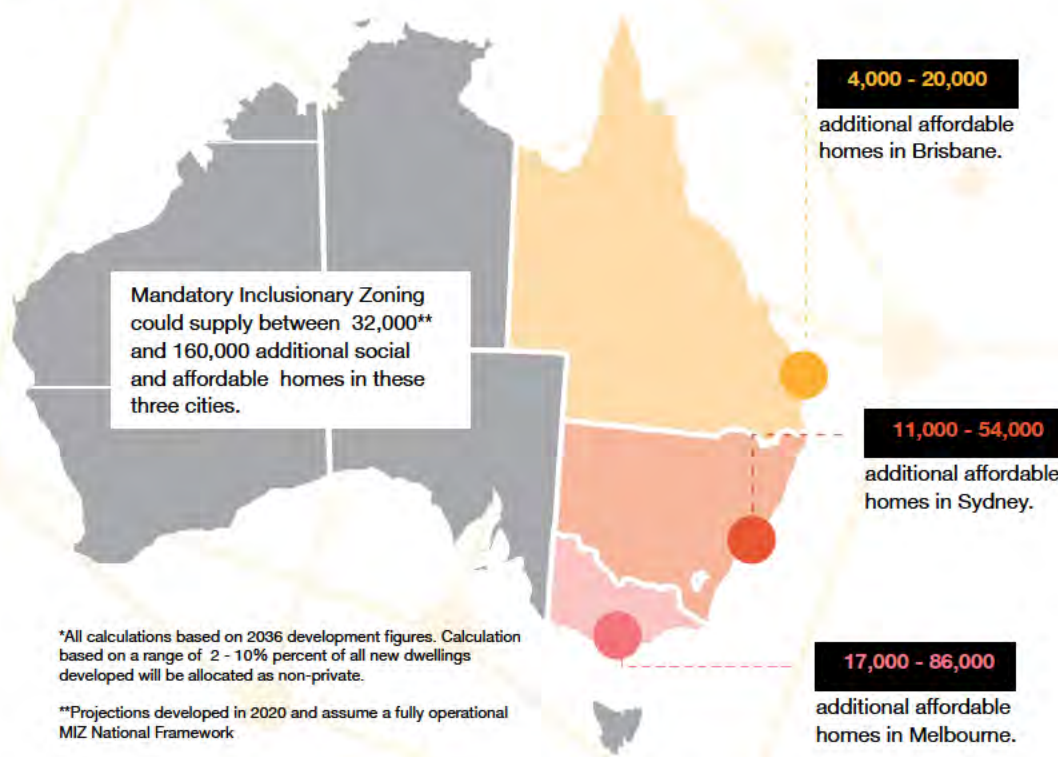 4,000 - 20,000
additional affordable
homes in Brisbane.
Mandatory Inclusionary Zoning
could supply between 32,000**
and 160,000 additional social
and affordable homes in these
three cities.
11,000 - 54,000
additional affordable
homes in Sydney.
*All calculations based on 2036 development figures. Calculation
based on a range of 2 - 10% percent of all new dwellings
developed will be allocated as non-private.
**Projections developed in 2020 and assume a fully operational
MIZ National Framework
17,000 - 86,000
additional affordable
homes in Melbourne.